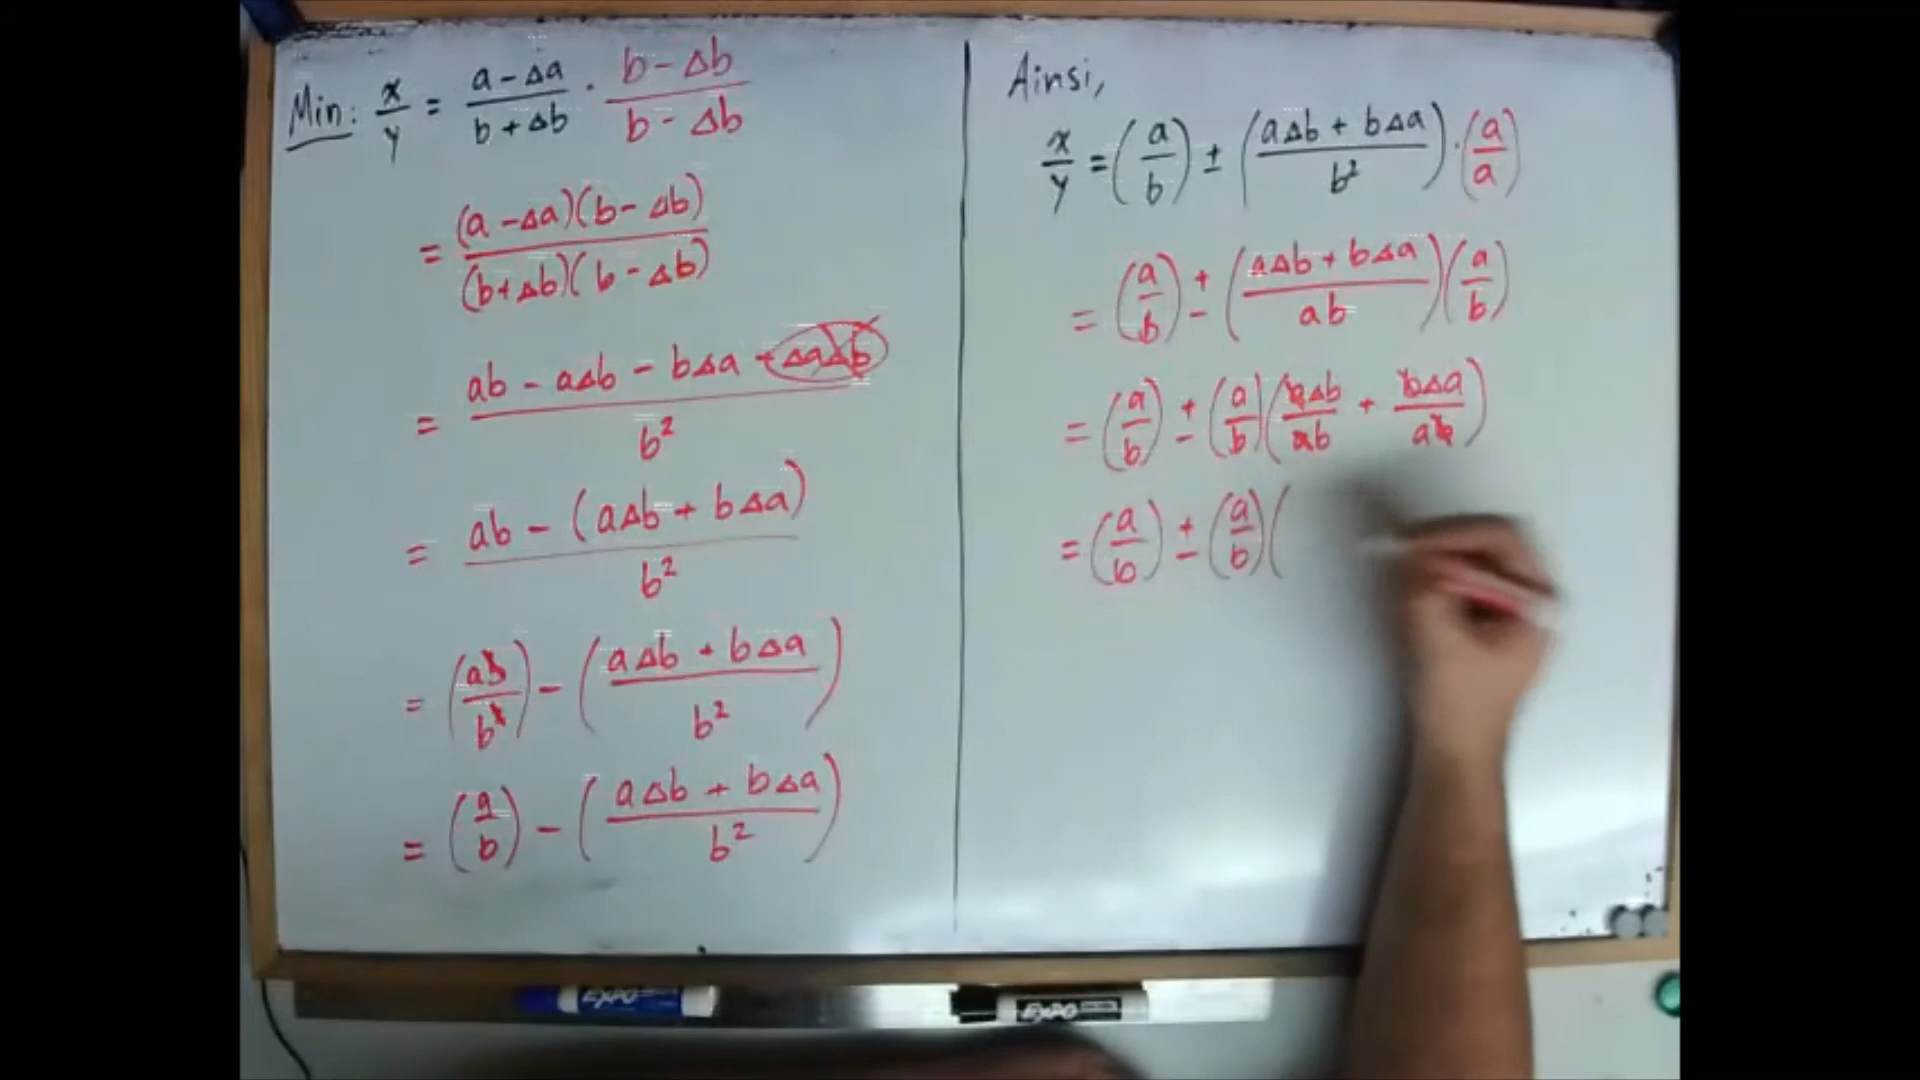 Min: x/y = (a - Δa)/(b + Δb) · (b - Δb)/(b - Δb)
= (a - Δa)(b - Δb)/(b + Δb)(b - Δb)
= (ab - aΔb - bΔa + ΔaΔb)/b²
= (ab - (aΔb + bΔa))/b²
= (ab/b²) - ((aΔb + bΔa)/b²)
= (a/b) - ((aΔb + bΔa)/b²)
Ainsi,
x/y = (a/b) ± ((aΔb + bΔa)/b²) · (a/a)
= (a/b) ± ((aΔb + bΔa)/ab)(a/b)
= (a/b) ± (a/b)(aΔb/ab + bΔa/ab)
= (a/b) ± (a/b)(
EXPO
EXPO